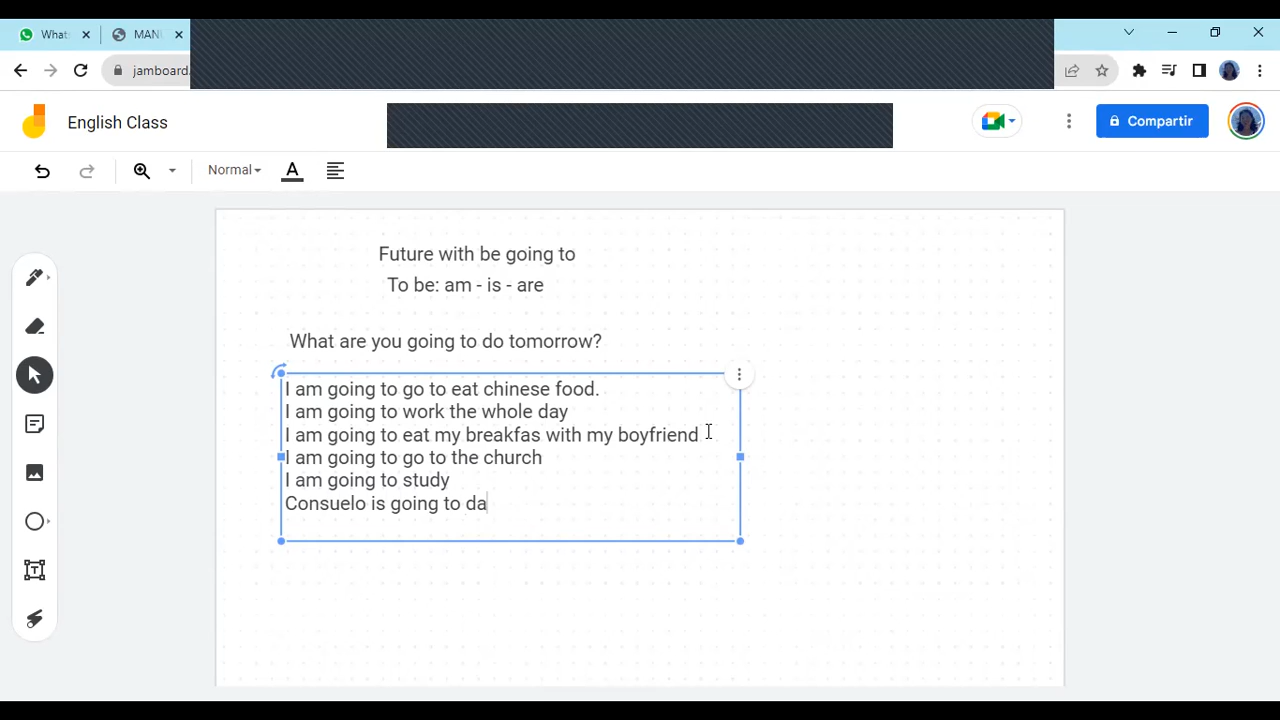 What
MAN
jamboard.
English Class
Compartir
Normal
A
Future with be going to
To be: am - is - are
What are you going to do tomorrow?
I am going to go to eat chinese food.
I am going to work the whole day
I am going to eat my breakfas with my boyfriend
I am going to go to the church
I am going to study
Consuelo is going to da